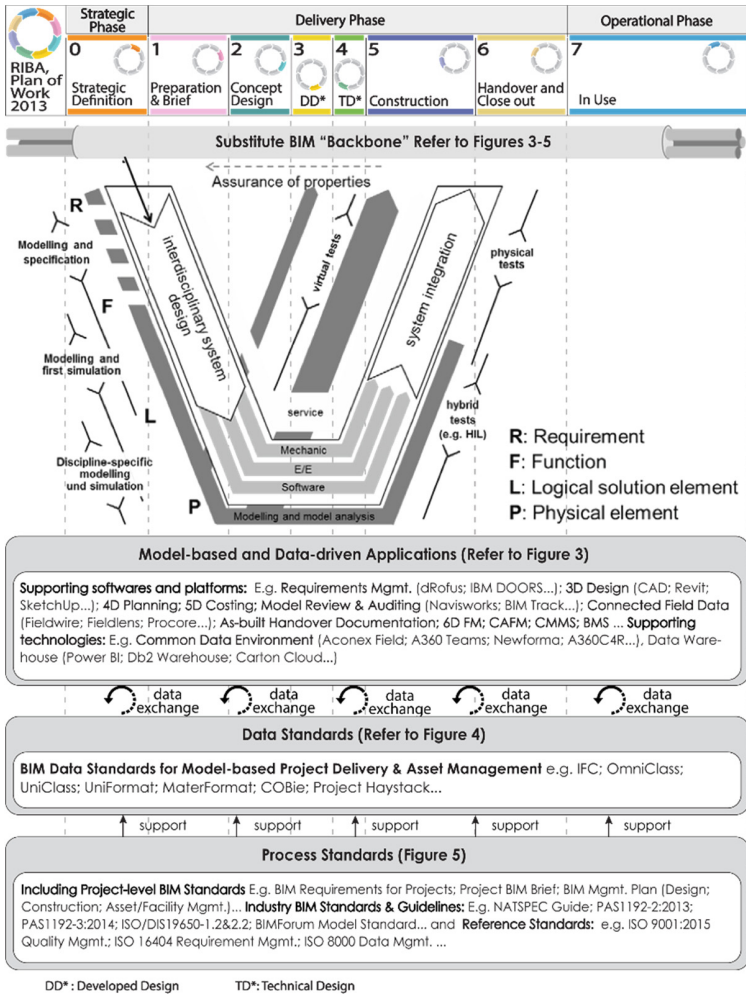 Strategic
Phase
Delivery Phase
Operational Phase
RIBA,
Plan of
Work
2013
0
Strategic
Definition
1
Preparation
& Brief
2
Concept
Design
3
DD*
4
TD*
5
Construction
6
Handover and
Close out
7
In Use
Substitute BIM “Backbone” Refer to Figures 3-5
Assurance of properties
R
Modelling and
specification
F
Modelling and
first simulation
L
Discipline-specific
modelling
und simulation
P
interdisciplinary system
design
virtual tests
system integration
physical
tests
hybrid
tests
(e.g. HIL)
service
Mechanic
E/E
Software
Modelling and model analysis
R: Requirement
F: Function
L: Logical solution element
P: Physical element
Model-based and Data-driven Applications (Refer to Figure 3)
Supporting softwares and platforms: E.g. Requirements Mgmt. (dRofus; IBM DOORS...); 3D Design (CAD; Revit;
SketchUp...); 4D Planning; 5D Costing; Model Review & Auditing (Navisworks; BIM Track...); Connected Field Data
(Fieldwire; Fieldlens; Procore...); As-built Handover Documentation; 6D FM; CAFM; CMMS; BMS ... Supporting
technologies: E.g. Common Data Environment (Aconex Field; A360 Teams; Newforma; A360C4R...), Data Ware-
house (Power BI; Db2 Warehouse; Carton Cloud...)
data
exchange
data
exchange
data
exchange
data
exchange
data
exchange
Data Standards (Refer to Figure 4)
BIM Data Standards for Model-based Project Delivery & Asset Management e.g. IFC; OmniClass;
UniClass; UniFormat; MaterFormat; COBie; Project Haystack...
support
support
support
support
support
Process Standards (Figure 5)
Including Project-level BIM Standards E.g. BIM Requirements for Projects; Project BIM Brief; BIM Mgmt. Plan (Design;
Construction; Asset/Facility Mgmt.)... Industry BIM Standards & Guidelines: E.g. NATSPEC Guide; PAS1192-2:2013;
PAS1192-3:2014; ISO/DIS19650-1.2&2.2; BIMForum Model Standard... and Reference Standards: e.g. ISO 9001:2015
Quality Mgmt.; ISO 16404 Requirement Mgmt.; ISO 8000 Data Mgmt. ...
DD* : Developed Design
TD*: Technical Design